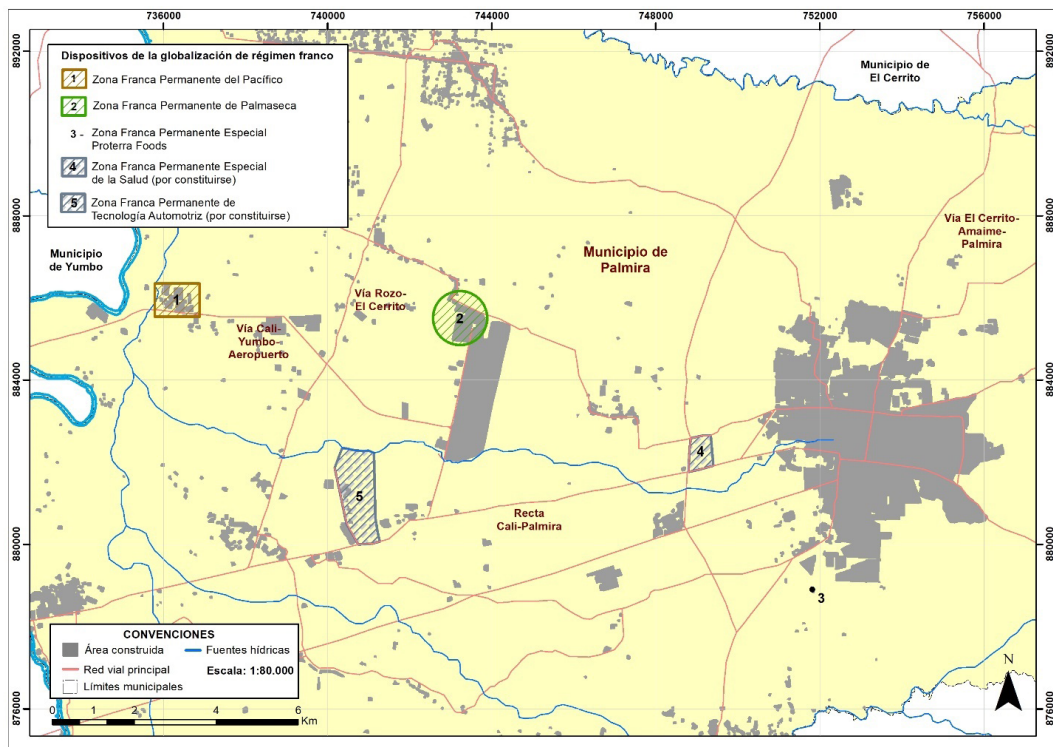 736000 740000 744000 748000 752000 756000
892000
892000
Dispositivos de la globalización de régimen franco
1 Zona Franca Permanente del Pacífico
2 Zona Franca Permanente de Palmaseca
3 - Zona Franca Permanente Especial
Proterra Foods
4 Zona Franca Permanente Especial
de la Salud (por constituirse)
5 Zona Franca Permanente de
Tecnología Automotriz (por constituirse)
Municipio de
El Cerrito
888000
888000
Municipio
de Yumbo
Municipio de
Palmira
Vía El Cerrito-
Amaime-
Palmira
1
Vía Rozo-
El Cerrito
2
Vía Cali-
Yumbo-
Aeropuerto
884000
884000
4
5
Recta
Cali-Palmira
880000
880000
3
CONVENCIONES
Área construida
Fuentes hídricas
Red vial principal
Escala: 1:80.000
Límites municipales
N
876000
876000
0 1 2 4 6
Km